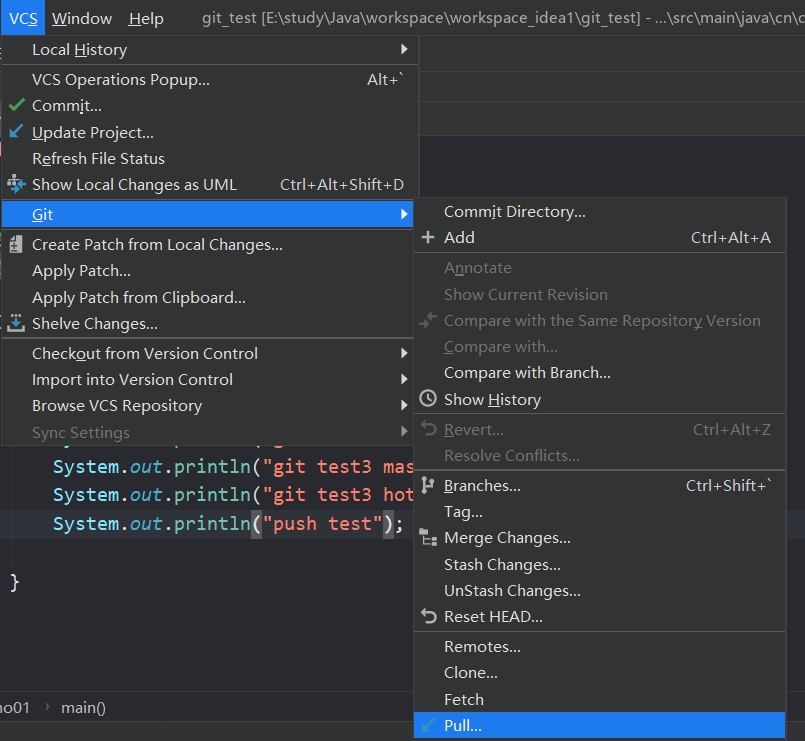 VCS Window Help git_test [E:\study\Java\workspace\workspace_idea1\git_test] - ...\src\main\java\cn\c
Local History
VCS Operations Popup... Alt+`
Commit...
Update Project...
Refresh File Status
Show Local Changes as UML Ctrl+Alt+Shift+D
Git
Create Patch from Local Changes...
Apply Patch...
Apply Patch from Clipboard...
Shelve Changes...
Checkout from Version Control
Import into Version Control
Browse VCS Repository
Sync Settings
Commit Directory...
Add Ctrl+Alt+A
Annotate
Show Current Revision
Compare with the Same Repository Version
Compare with...
Compare with Branch...
Show History
Revert... Ctrl+Alt+Z
Resolve Conflicts...
Branches... Ctrl+Shift+`
Tag...
Merge Changes...
Stash Changes...
UnStash Changes...
Reset HEAD...
Remotes...
Clone...
Fetch
Pull...
System.out.println("git test3 mas
System.out.println("git test3 hot
System.out.println("push test");
}
no01 › main()